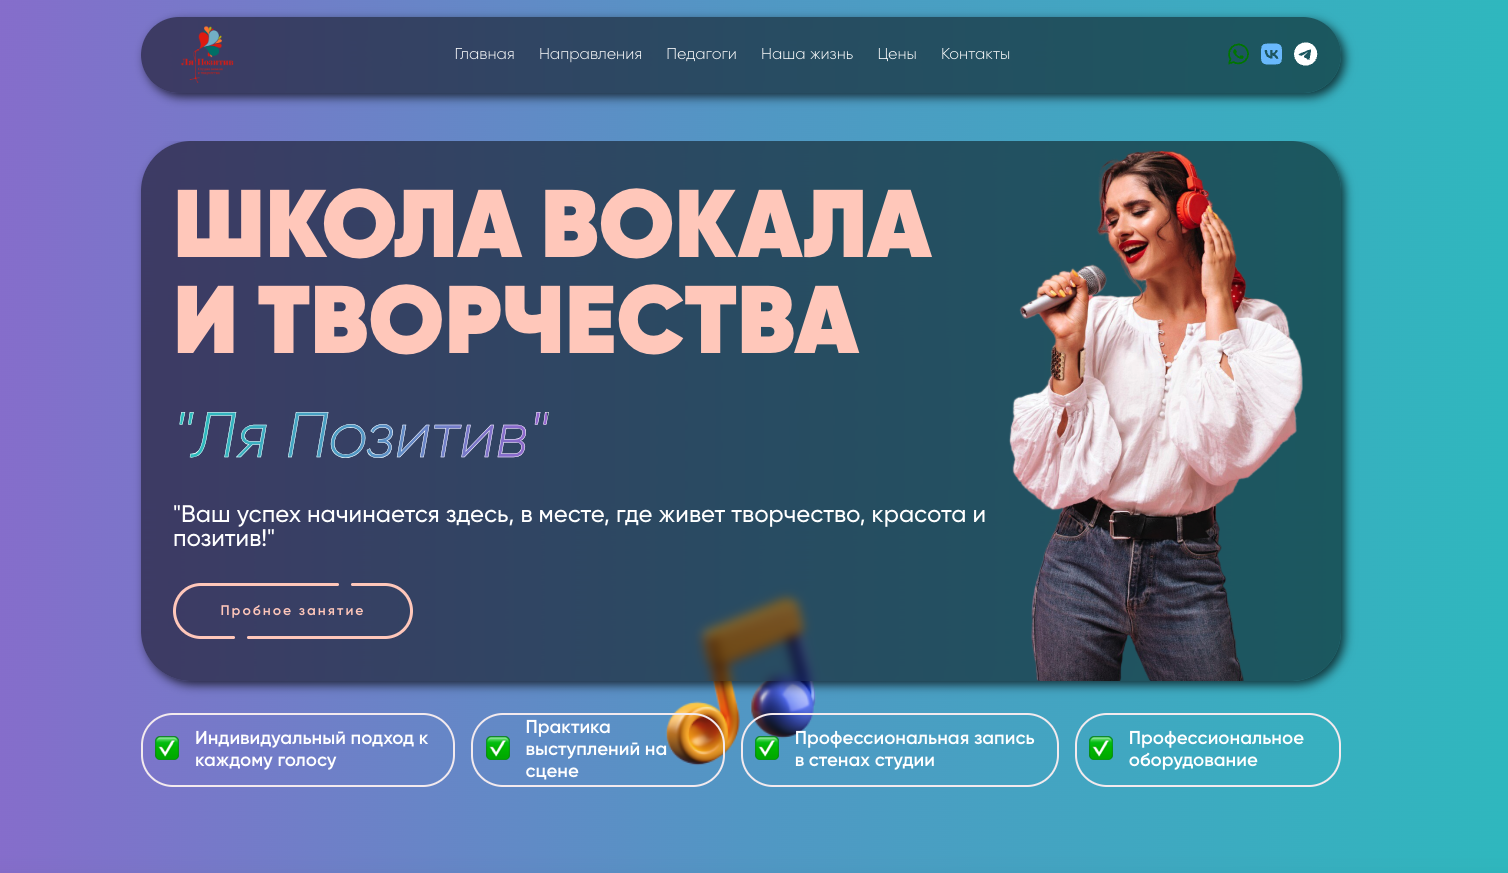 Ля Позитив
Главная Направления Педагоги Наша жизнь Цены Контакты
ШКОЛА ВОКАЛА
И ТВОРЧЕСТВА
"Ля Позитив"
"Ваш успех начинается здесь, в месте, где живет творчество, красота и
позитив!"
Пробное занятие
Индивидуальный подход к
каждому голосу
Практика
выступлений на
сцене
Профессиональная запись
в стенах студии
Профессиональное
оборудование